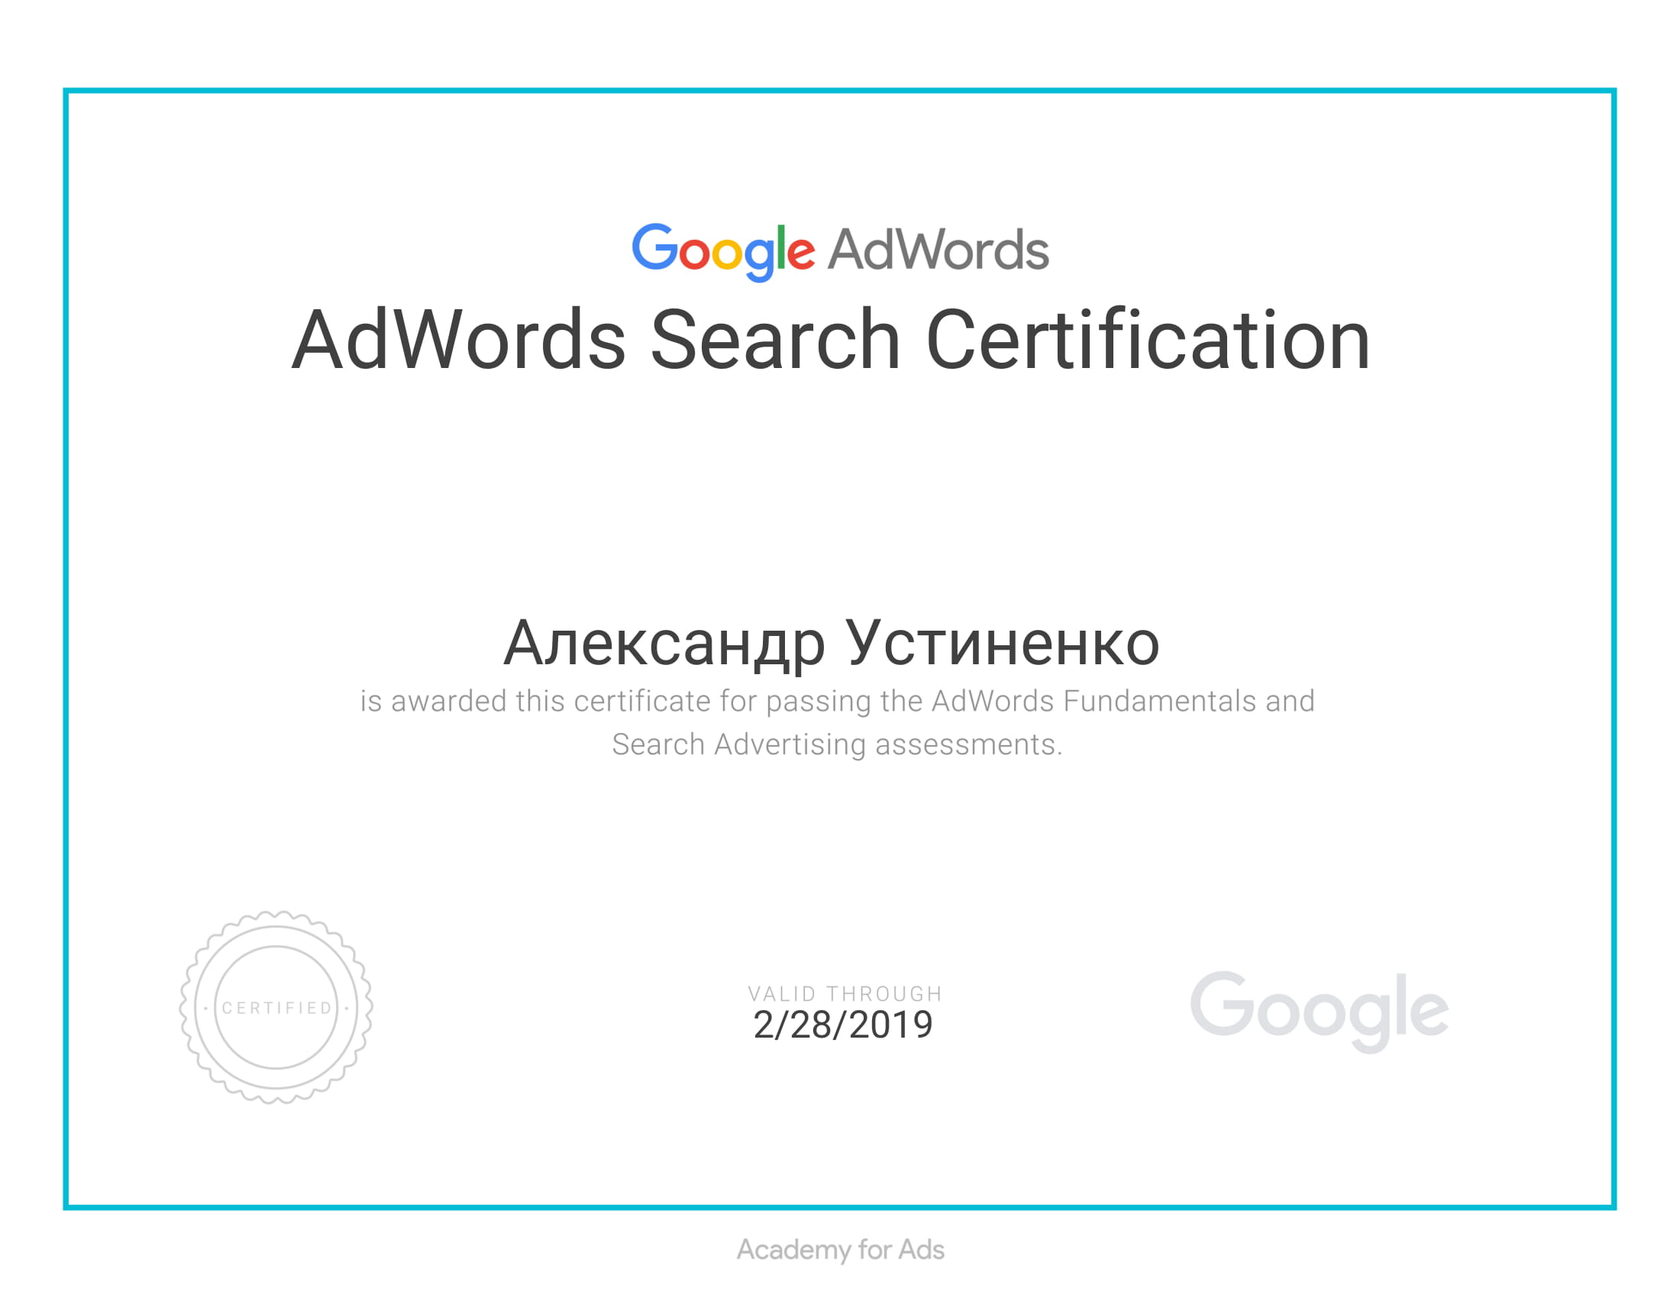 Google AdWords
AdWords Search Certification
Александр Устиненко
is awarded this certificate for passing the AdWords Fundamentals and
Search Advertising assessments.
· CERTIFIED ·
VALID THROUGH
2/28/2019
Google
Academy for Ads